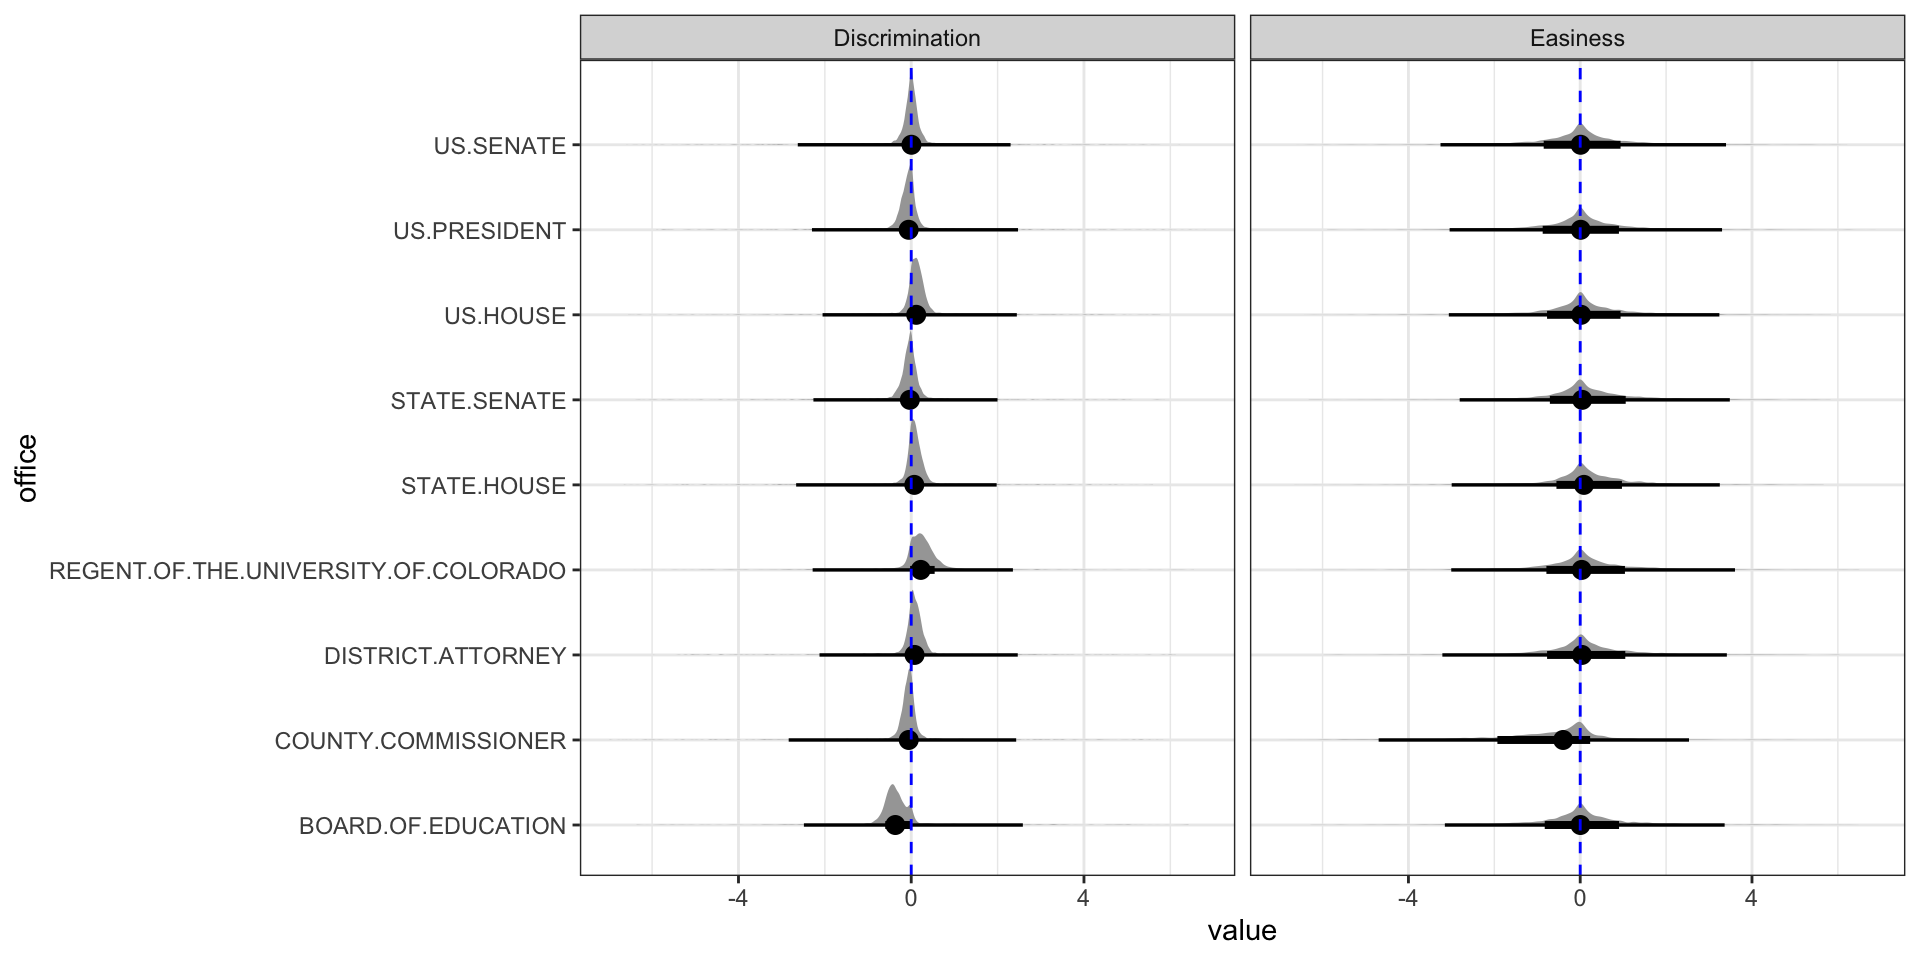 Discrimination
Easiness
US.SENATE
US.PRESIDENT
US.HOUSE
STATE.SENATE
STATE.HOUSE
REGENT.OF.THE.UNIVERSITY.OF.COLORADO
DISTRICT.ATTORNEY
COUNTY.COMMISSIONER
BOARD.OF.EDUCATION
office
-4 0 4
-4 0 4
value